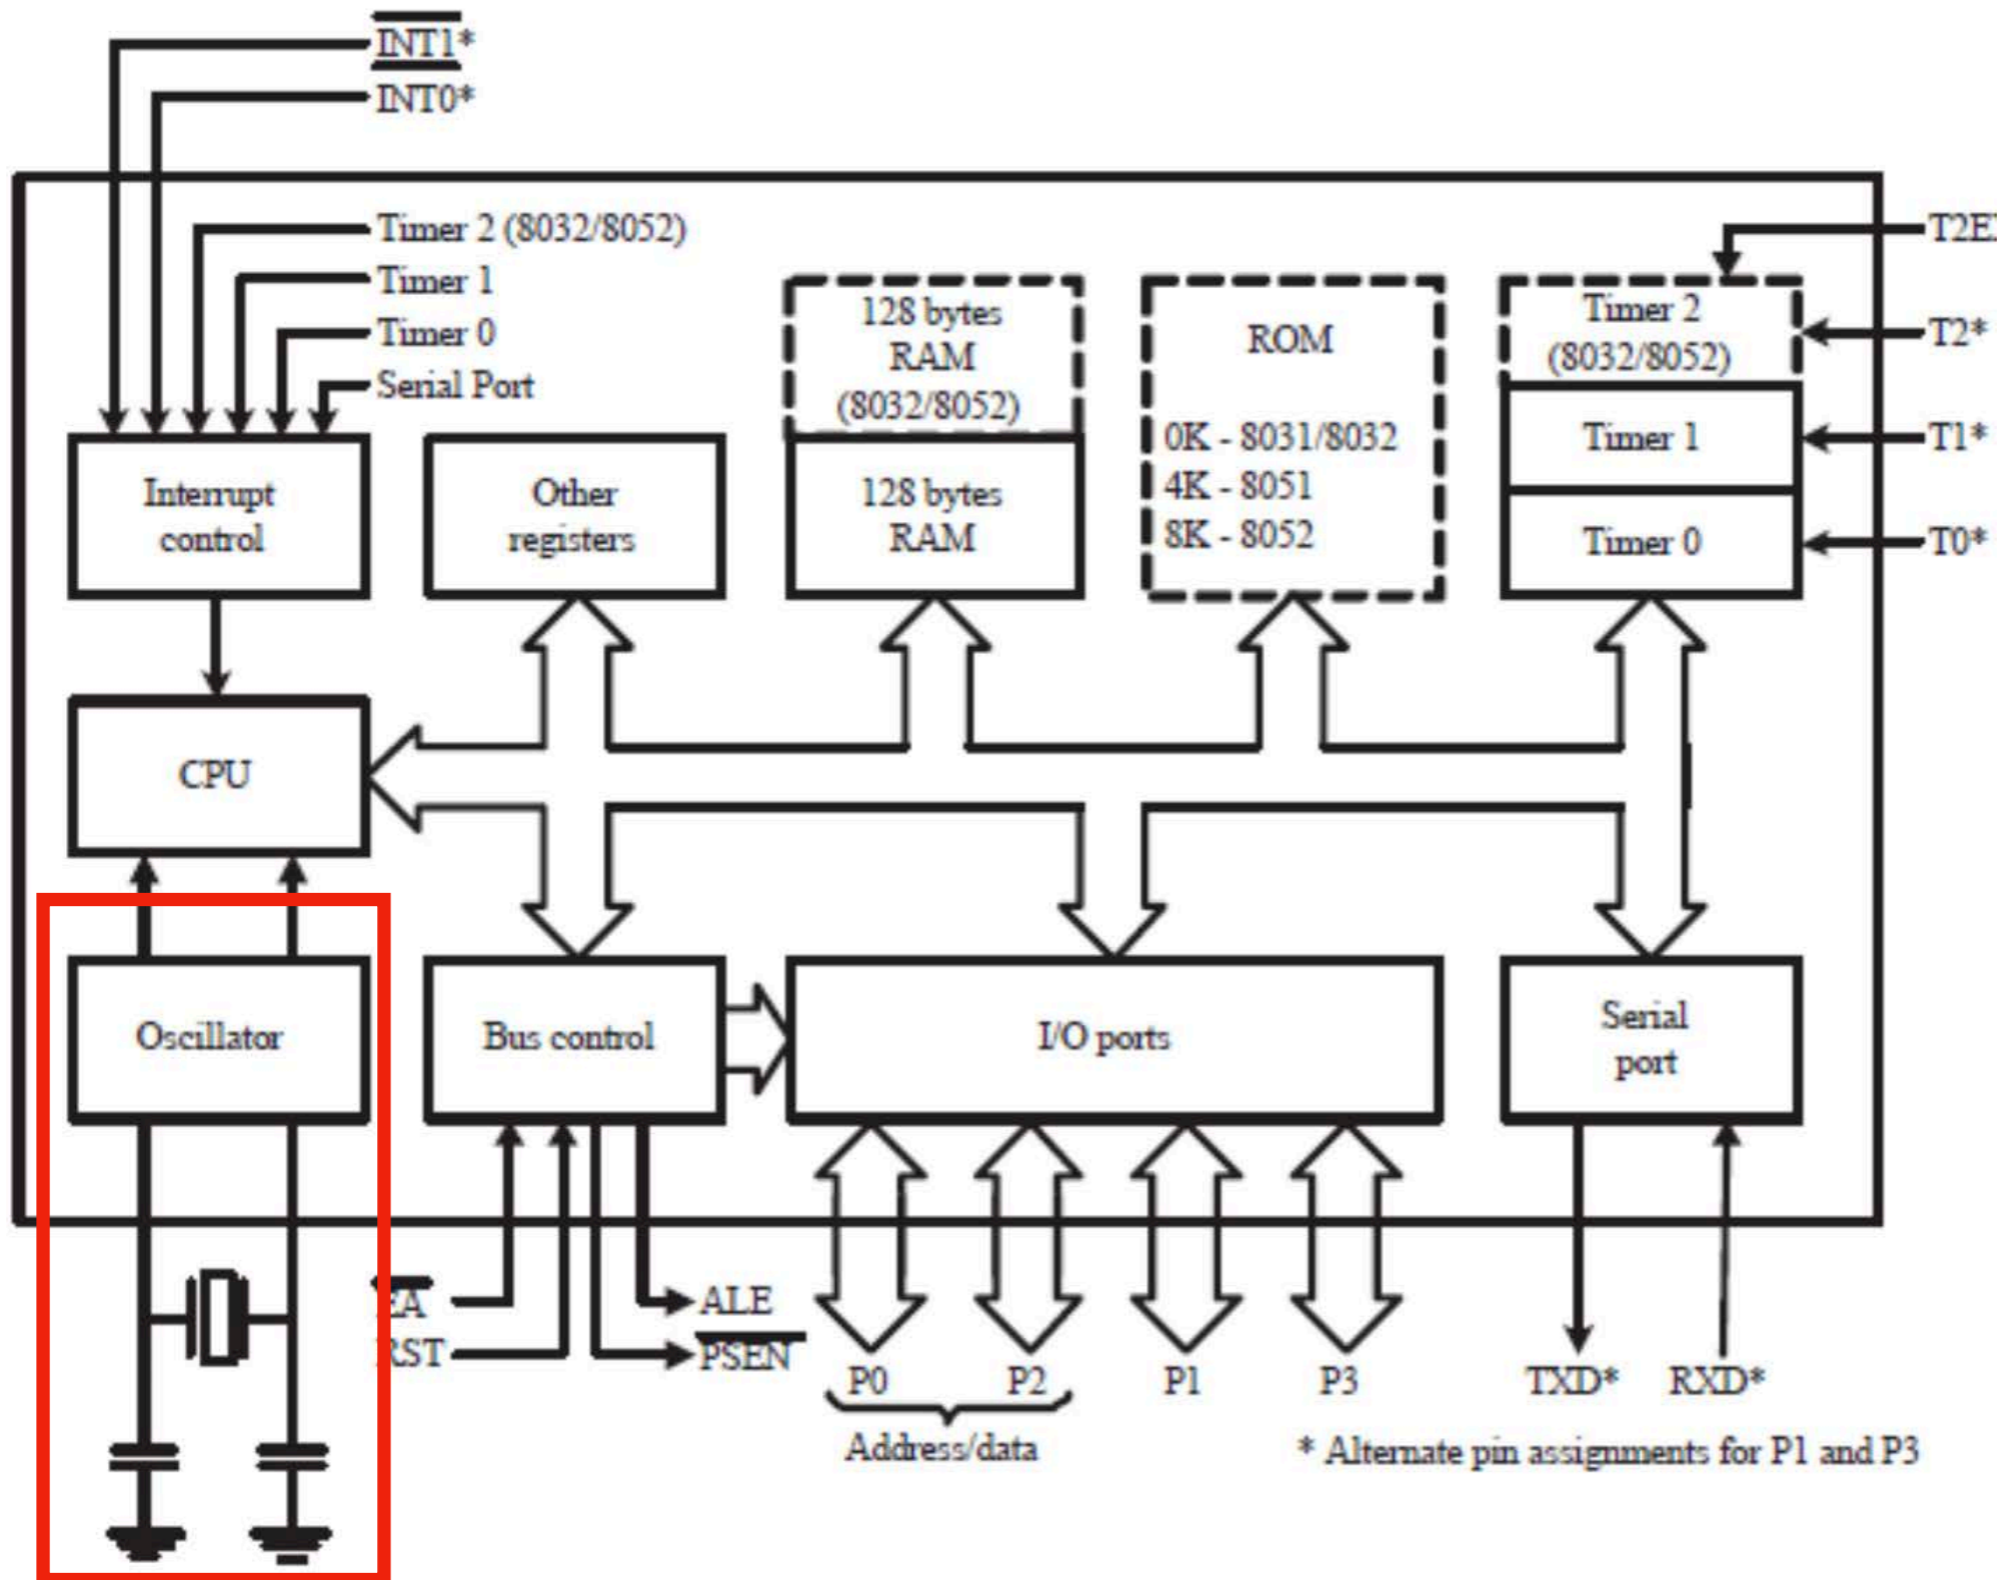 INT1*
INT0*
Timer 2 (8032/8052)
Timer 1
Timer 0
Serial Port
T2E
T2*
T1*
T0*
128 bytes
RAM
(8032/8052)
128 bytes
RAM
ROM
0K - 8031/8032
4K - 8051
8K - 8052
Timer 2
(8032/8052)
Timer 1
Timer 0
Interrupt
control
Other
registers
CPU
Oscillator
Bus control
I/O ports
Serial
port
EA
RST
ALE
PSEN
P0
P2
P1
P3
TXD*
RXD*
Address/data
* Alternate pin assignments for P1 and P3